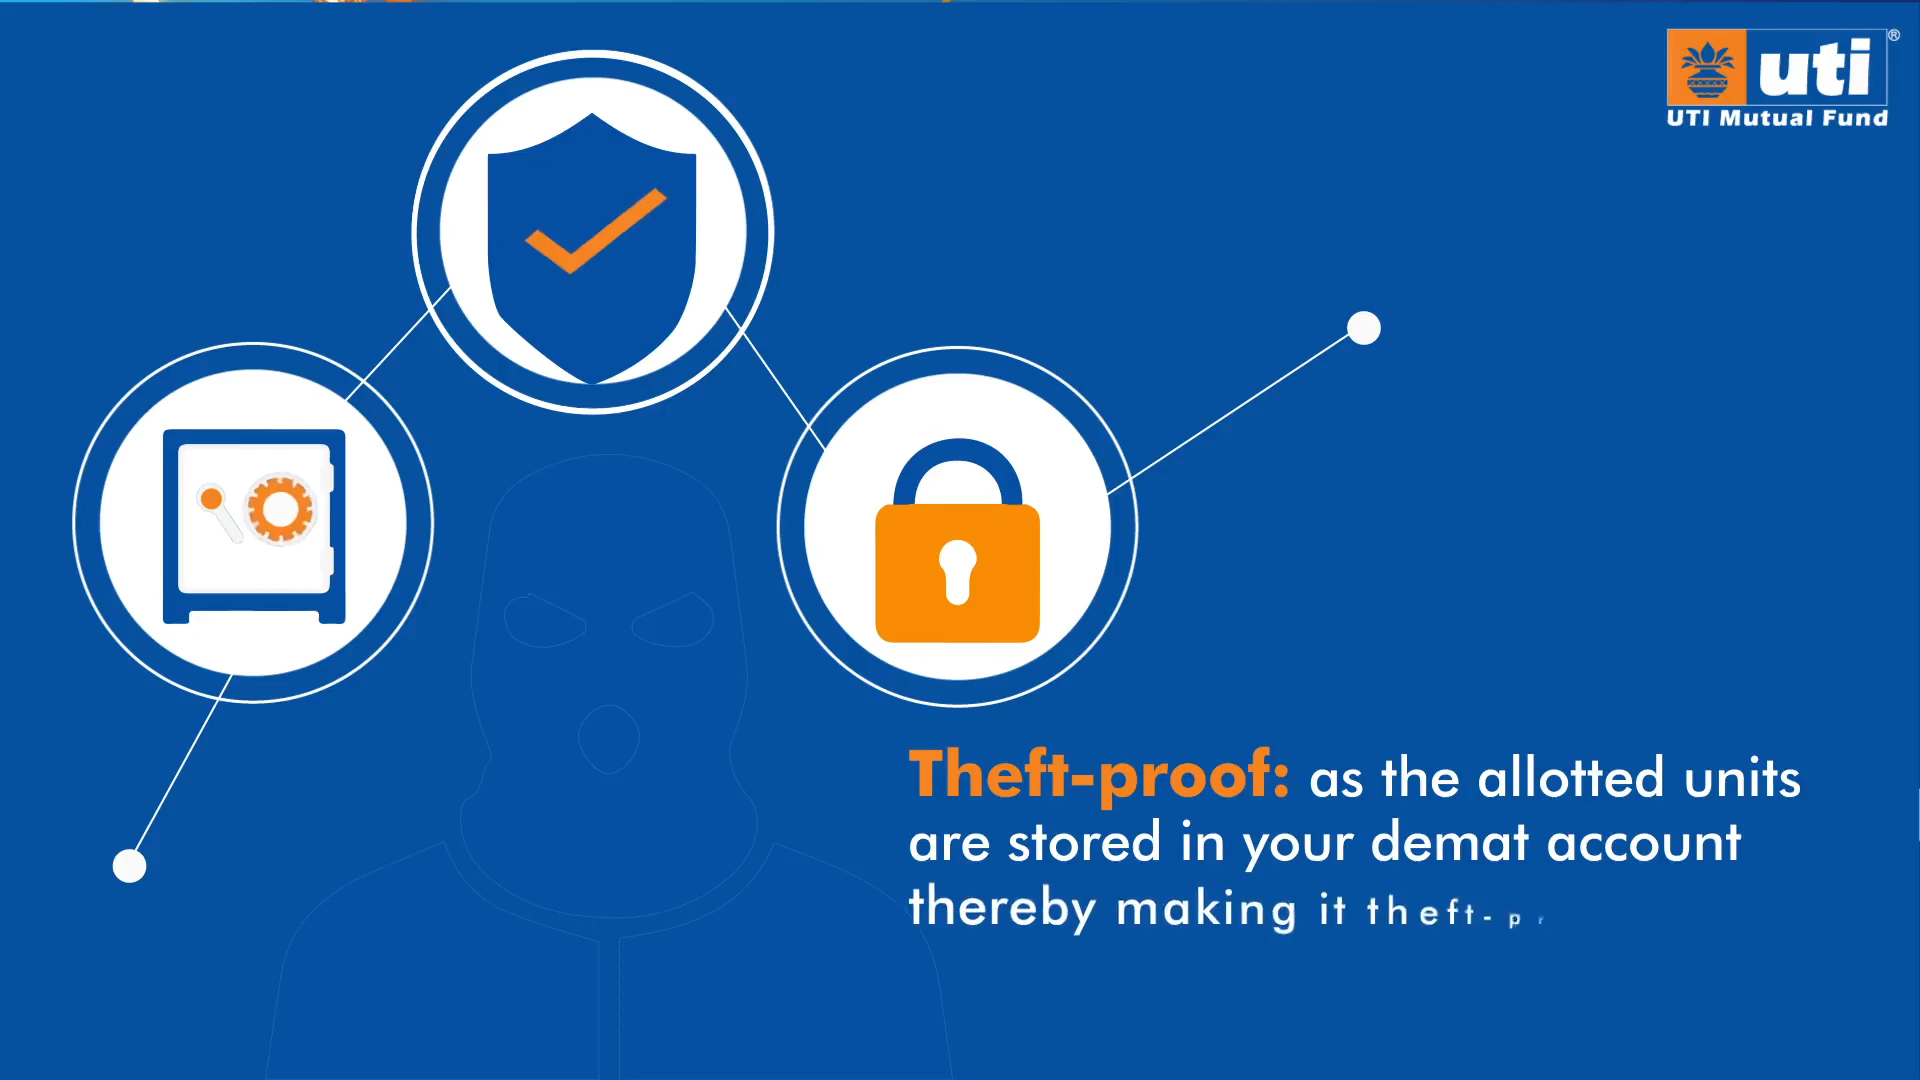 uti®
UTI Mutual Fund
Theft-proof: as the allotted units
are stored in your demat account
thereby making it theft-pr